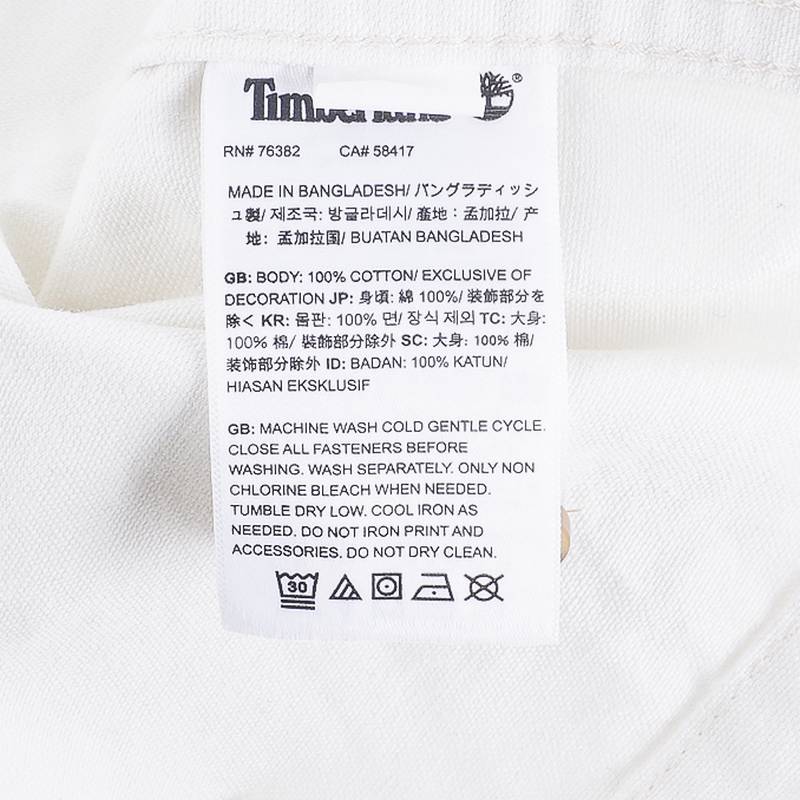 Timberland®
RN# 76382 CA# 58417
MADE IN BANGLADESH/ バングラディッシ
ュ製/ 제조국: 방글라데시/ 產地：孟加拉/ 产
地：孟加拉国/ BUATAN BANGLADESH
GB: BODY: 100% COTTON/ EXCLUSIVE OF
DECORATION JP: 身頃: 綿 100%/ 装飾部分を
除く KR: 몸판: 100% 면/ 장식 제외 TC: 大身:
100% 棉/ 裝飾部分除外 SC: 大身: 100% 棉/
装饰部分除外 ID: BADAN: 100% KATUN/
HIASAN EKSKLUSIF
GB: MACHINE WASH COLD GENTLE CYCLE.
CLOSE ALL FASTENERS BEFORE
WASHING. WASH SEPARATELY. ONLY NON
CHLORINE BLEACH WHEN NEEDED.
TUMBLE DRY LOW. COOL IRON AS
NEEDED. DO NOT IRON PRINT AND
ACCESSORIES. DO NOT DRY CLEAN.
30